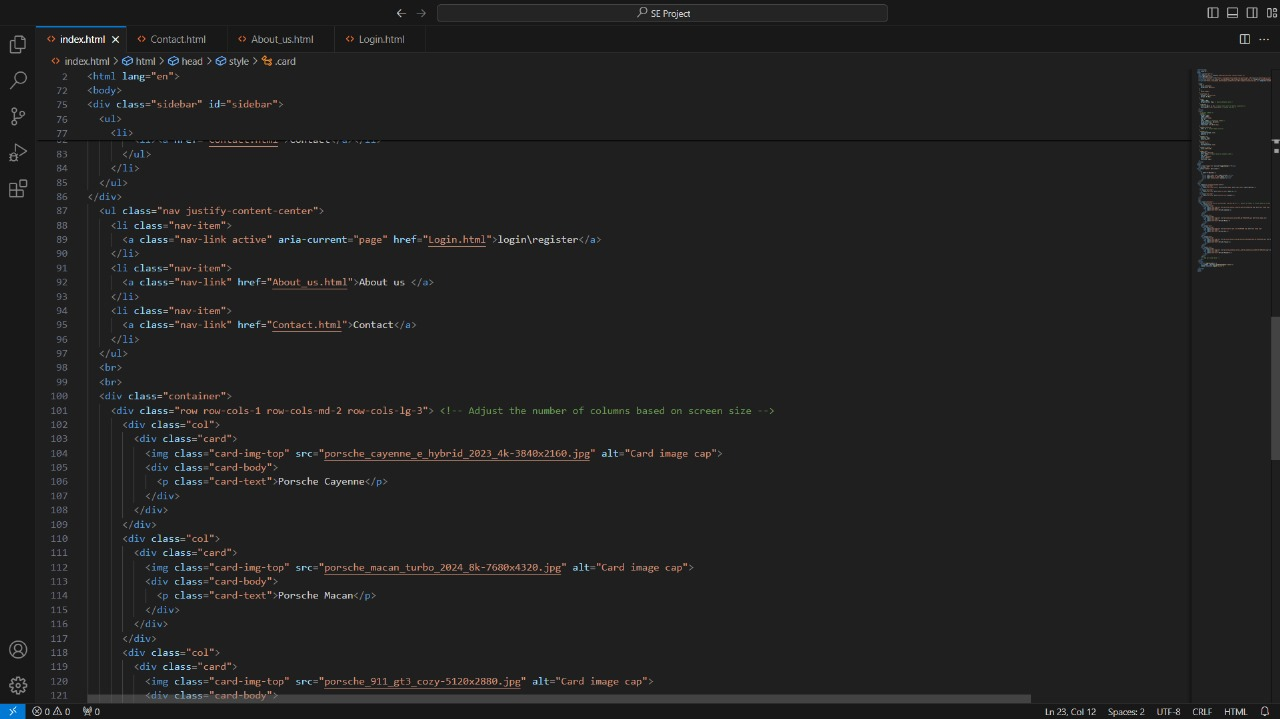 SE Project
index.html
Contact.html
About_us.html
Login.html
index.html > html > head > style > .card
2 <html lang="en">
72 <body>
75 <div class="sidebar" id="sidebar">
76 <ul>
77 <li>
<li><a href="Contact.html">Contact</a></li>
83 </ul>
84 </li>
85 </ul>
86 </div>
87 <ul class="nav justify-content-center">
88 <li class="nav-item">
89 <a class="nav-link active" aria-current="page" href="Login.html">login\register</a>
90 </li>
91 <li class="nav-item">
92 <a class="nav-link" href="About_us.html">About us </a>
93 </li>
94 <li class="nav-item">
95 <a class="nav-link" href="Contact.html">Contact</a>
96 </li>
97 </ul>
98 <br>
99 <br>
100 <div class="container">
101 <div class="row row-cols-1 row-cols-md-2 row-cols-lg-3"> <!-- Adjust the number of columns based on screen size -->
102 <div class="col">
103 <div class="card">
104 <img class="card-img-top" src="porsche_cayenne_e_hybrid_2023_4k-3840x2160.jpg" alt="Card image cap">
105 <div class="card-body">
106 <p class="card-text">Porsche Cayenne</p>
107 </div>
108 </div>
109 </div>
110 <div class="col">
111 <div class="card">
112 <img class="card-img-top" src="porsche_macan_turbo_2024_8k-7680x4320.jpg" alt="Card image cap">
113 <div class="card-body">
114 <p class="card-text">Porsche Macan</p>
115 </div>
116 </div>
117 </div>
118 <div class="col">
119 <div class="card">
120 <img class="card-img-top" src="porsche_911_gt3_cozy-5120x2880.jpg" alt="Card image cap">
121 <div class="card-body">
0 0 0 Ln 23, Col 12 Spaces: 2 UTF-8 CRLF HTML